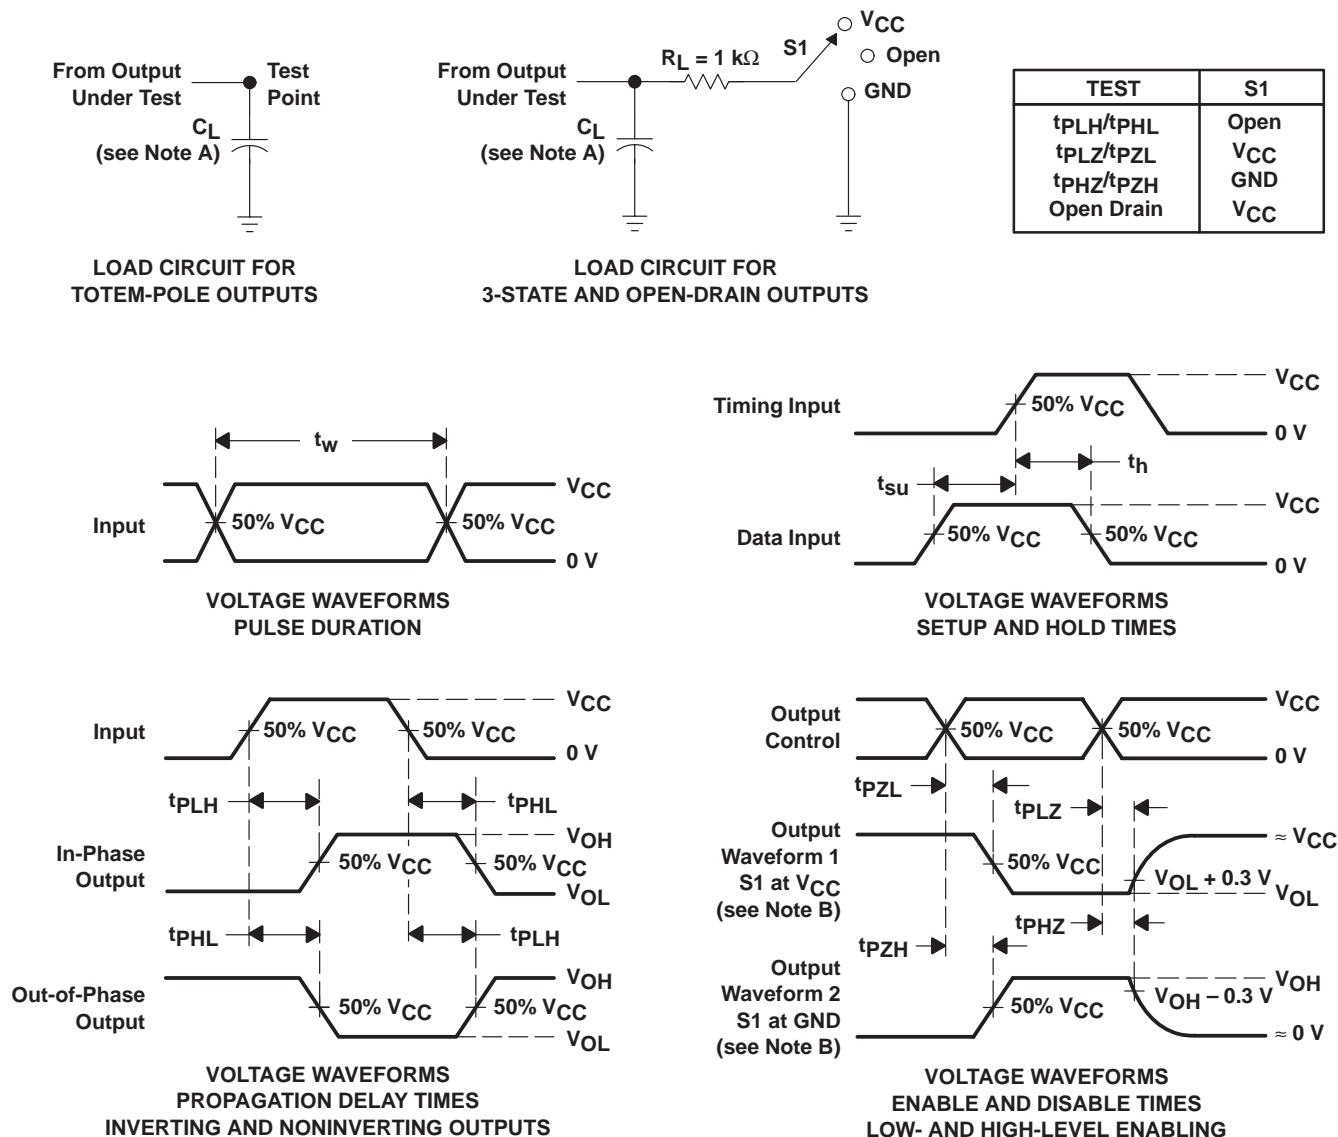 From Output
Under Test
Test
Point
CL
(see Note A)
LOAD CIRCUIT FOR
TOTEM-POLE OUTPUTS
From Output
Under Test
RL = 1 kΩ
S1
VCC
Open
GND
CL
(see Note A)
LOAD CIRCUIT FOR
3-STATE AND OPEN-DRAIN OUTPUTS
TEST S1
tPLH/tPHL Open
tPLZ/tPZL VCC
tPHZ/tPZH GND
Open Drain VCC
tw
Input
50% VCC
50% VCC
VCC
0 V
VOLTAGE WAVEFORMS
PULSE DURATION
Timing Input
50% VCC
VCC
0 V
tsu
th
Data Input
50% VCC
50% VCC
VCC
0 V
VOLTAGE WAVEFORMS
SETUP AND HOLD TIMES
Input
50% VCC
50% VCC
VCC
0 V
tPLH
tPHL
In-Phase
Output
50% VCC
50% VCC
VOH
VOL
tPHL
tPLH
Out-of-Phase
Output
50% VCC
50% VCC
VOH
VOL
VOLTAGE WAVEFORMS
PROPAGATION DELAY TIMES
INVERTING AND NONINVERTING OUTPUTS
Output
Control
50% VCC
50% VCC
VCC
0 V
tPZL
tPLZ
Output
Waveform 1
S1 at VCC
(see Note B)
50% VCC
VOL + 0.3 V
≈ VCC
VOL
tPZH
tPHZ
Output
Waveform 2
S1 at GND
(see Note B)
50% VCC
VOH – 0.3 V
VOH
≈ 0 V
VOLTAGE WAVEFORMS
ENABLE AND DISABLE TIMES
LOW- AND HIGH-LEVEL ENABLING